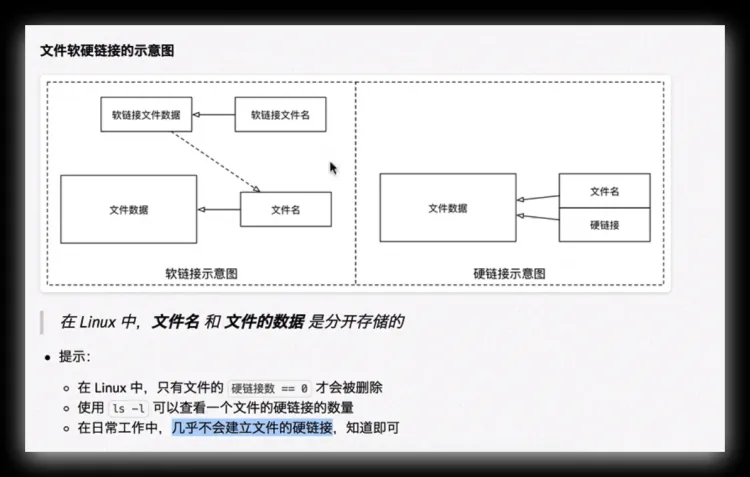 文件软硬链接的示意图
软链接文件数据
软链接文件名
文件数据
文件名
软链接示意图
文件数据
文件名
硬链接
硬链接示意图
在 Linux 中，文件名 和 文件的数据 是分开存储的
• 提示：
在 Linux 中，只有文件的 硬链接数 == 0 才会被删除
使用 ls -l 可以查看一个文件的硬链接的数量
在日常工作中，几乎不会建立文件的硬链接，知道即可